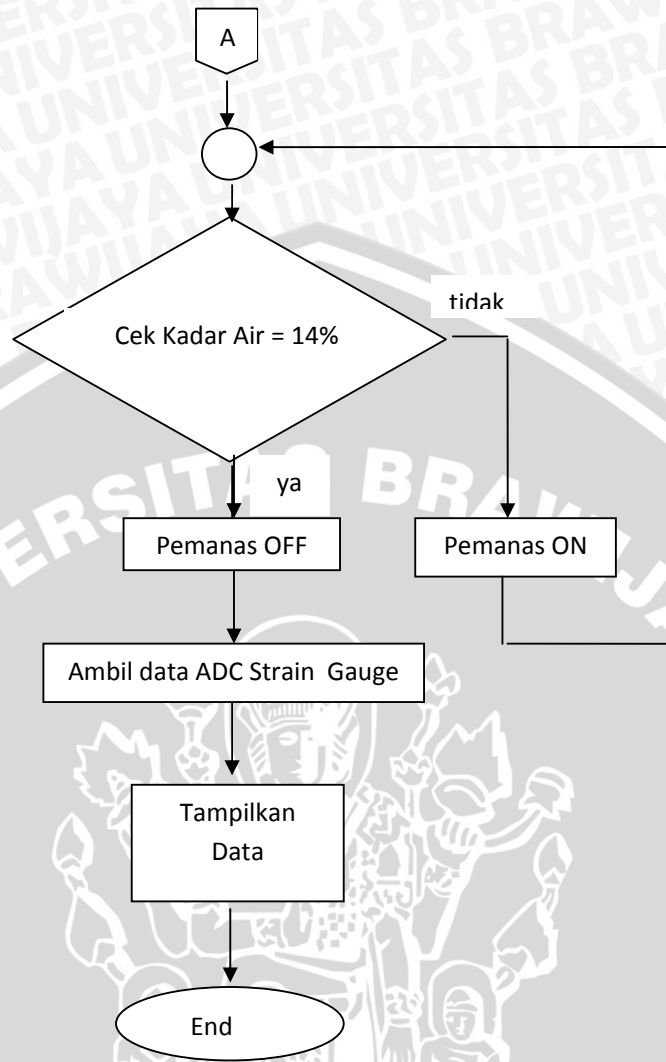 A
Cek Kadar Air = 14%
tidak
ya
Pemanas OFF
Pemanas ON
Ambil data ADC Strain Gauge
Tampilkan
Data
End